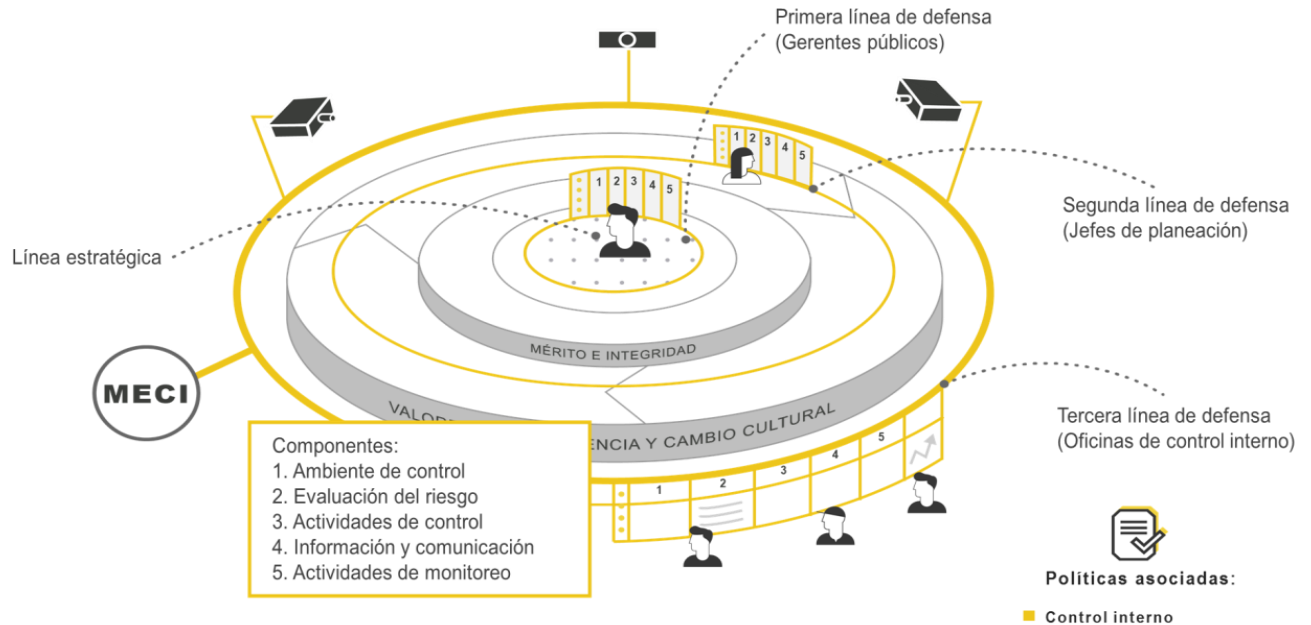 Primera línea de defensa
(Gerentes públicos)
1 2 3 4 5
1 2 3 4 5
Segunda línea de defensa
(Jefes de planeación)
Línea estratégica
MÉRITO E INTEGRIDAD
MECI
ENCIA Y CAMBIO CULTURAL
Tercera línea de defensa
(Oficinas de control interno)
Componentes:
1. Ambiente de control
2. Evaluación del riesgo
3. Actividades de control
4. Información y comunicación
5. Actividades de monitoreo
1 2 3 4 5
Políticas asociadas:
Control interno